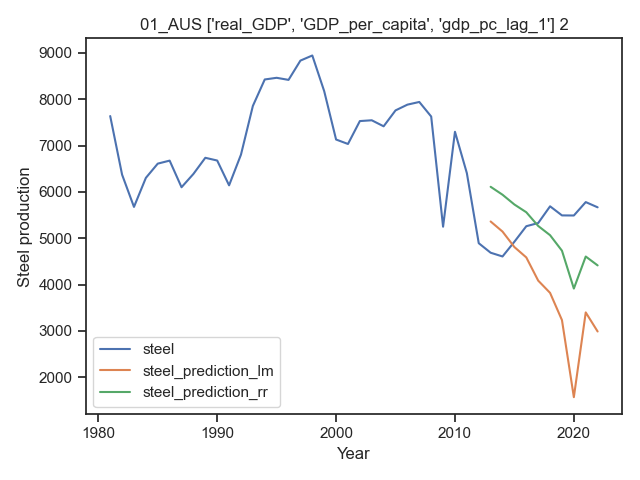 01_AUS ['real_GDP', 'GDP_per_capita', 'gdp_pc_lag_1'] 2
9000
8000
7000
6000
5000
4000
3000
2000
Steel production
steel
steel_prediction_lm
steel_prediction_rr
1980
1990
2000
2010
2020
Year